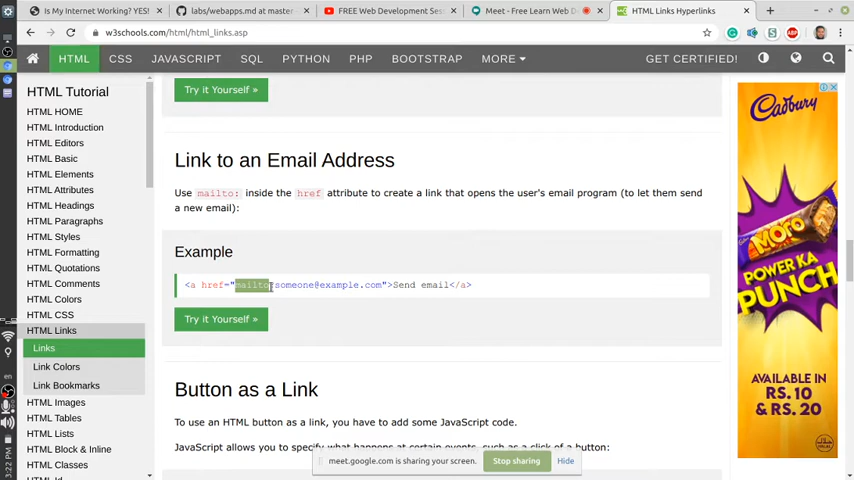 Is My Internet Working? YES!
labs/webapps.md at master
FREE Web Development Ses
Meet - Free Learn Web D
HTML Links Hyperlinks
w3schools.com/html/html_links.asp
HTML
CSS
JAVASCRIPT
SQL
PYTHON
PHP
BOOTSTRAP
MORE
GET CERTIFIED!
HTML Tutorial
HTML HOME
HTML Introduction
HTML Editors
HTML Basic
HTML Elements
HTML Attributes
HTML Headings
HTML Paragraphs
HTML Styles
HTML Formatting
HTML Quotations
HTML Comments
HTML Colors
HTML CSS
HTML Links
Links
Link Colors
Link Bookmarks
HTML Images
HTML Tables
HTML Lists
HTML Block & Inline
HTML Classes
HTML Id
3:22 PM
Try it Yourself »
Link to an Email Address
Use mailto: inside the href attribute to create a link that opens the user's email program (to let them send
a new email):
Example
<a href="mailto:someone@example.com">Send email</a>
Try it Yourself »
Button as a Link
To use an HTML button as a link, you have to add some JavaScript code.
JavaScript allows you to specify what happens at certain events, such as a click of a button:
meet.google.com is sharing your screen.
Stop sharing
Hide
Cadbury
MORO
POWER KA
PUNCH
AVAILABLE IN
RS. 10
& RS. 20